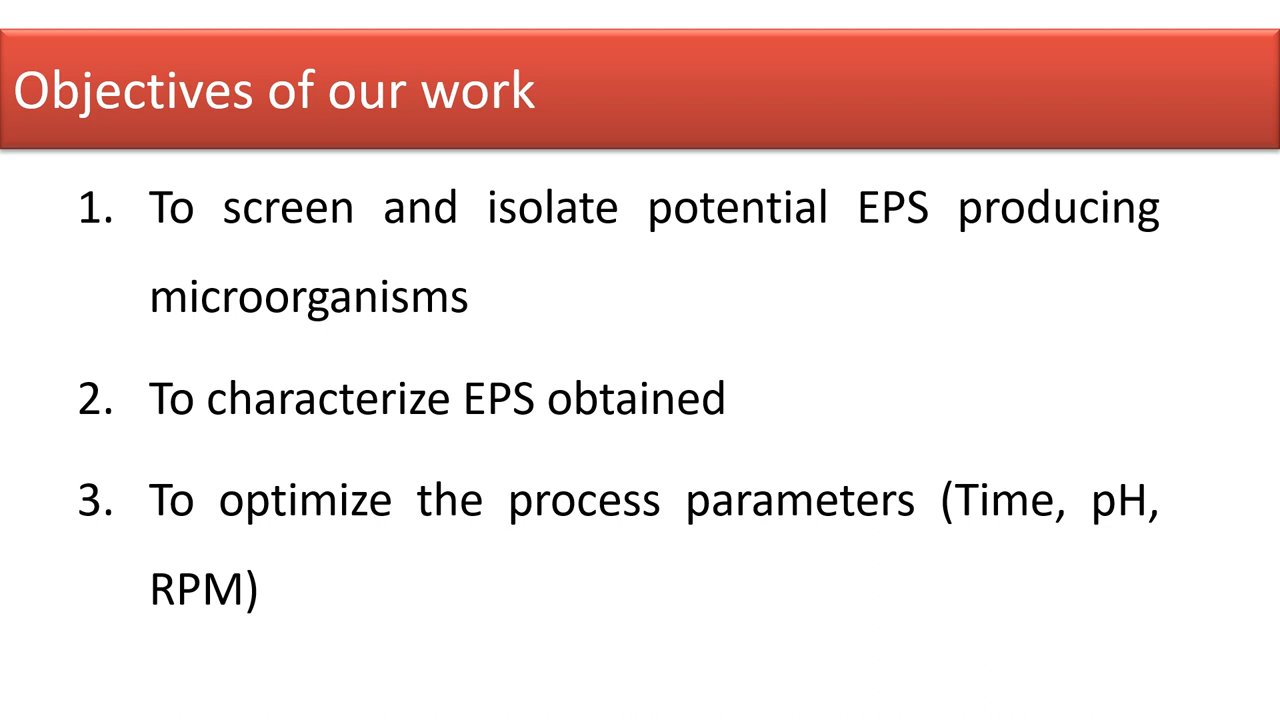 Objectives of our work
1. To screen and isolate potential EPS producing
microorganisms
2. To characterize EPS obtained
3. To optimize the process parameters (Time, pH,
RPM)